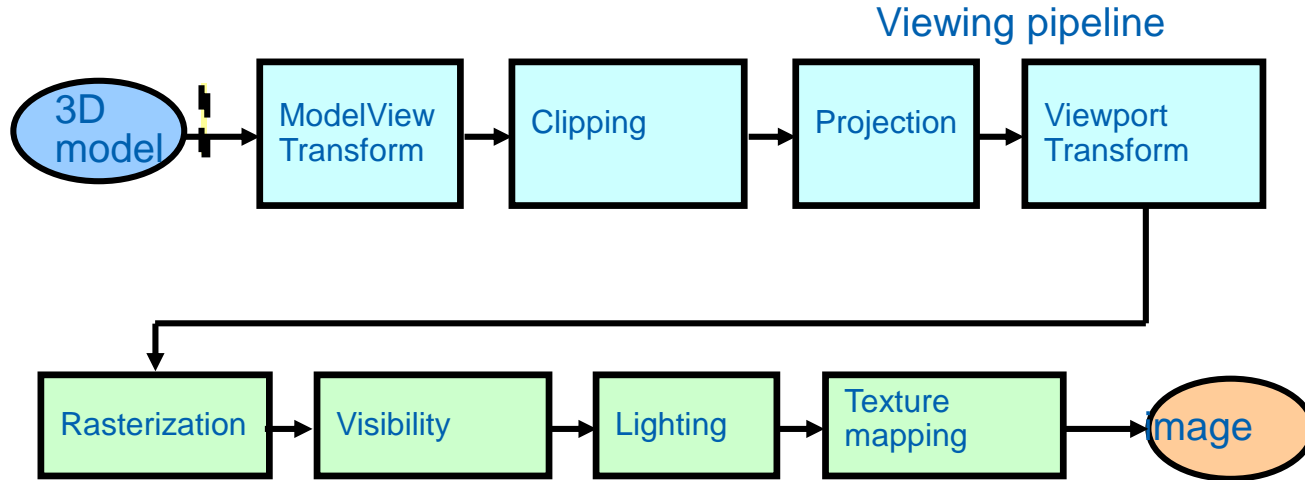 Viewing pipeline
3D
model
ModelView
Transform
Clipping
Projection
Viewport
Transform
Rasterization
Visibility
Lighting
Texture
mapping
image